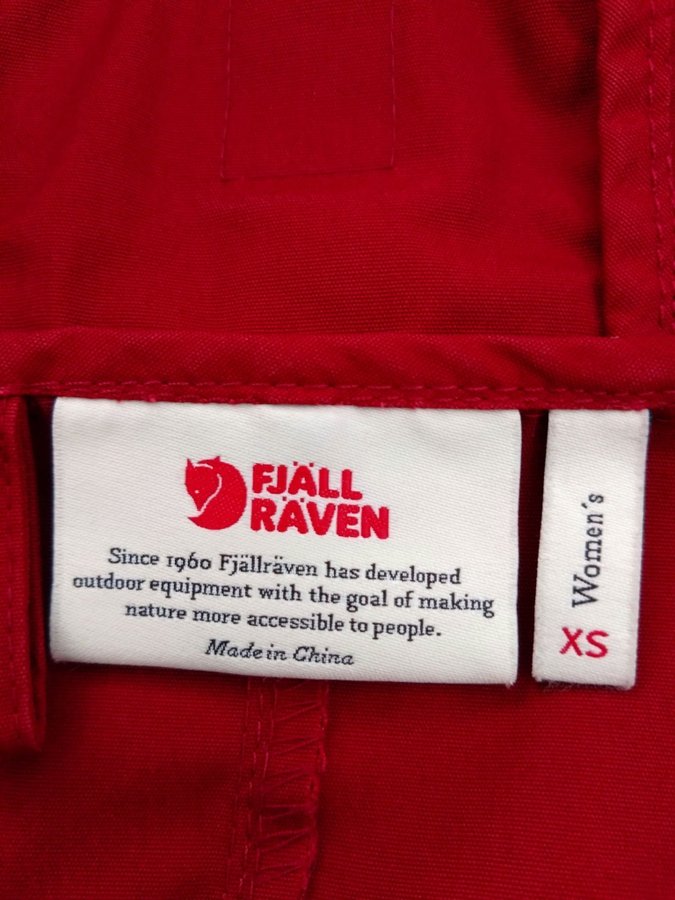 FJÄLL
RÄVEN
Since 1960 Fjällräven has developed
outdoor equipment with the goal of making
nature more accessible to people.
Made in China
Women´s
XS